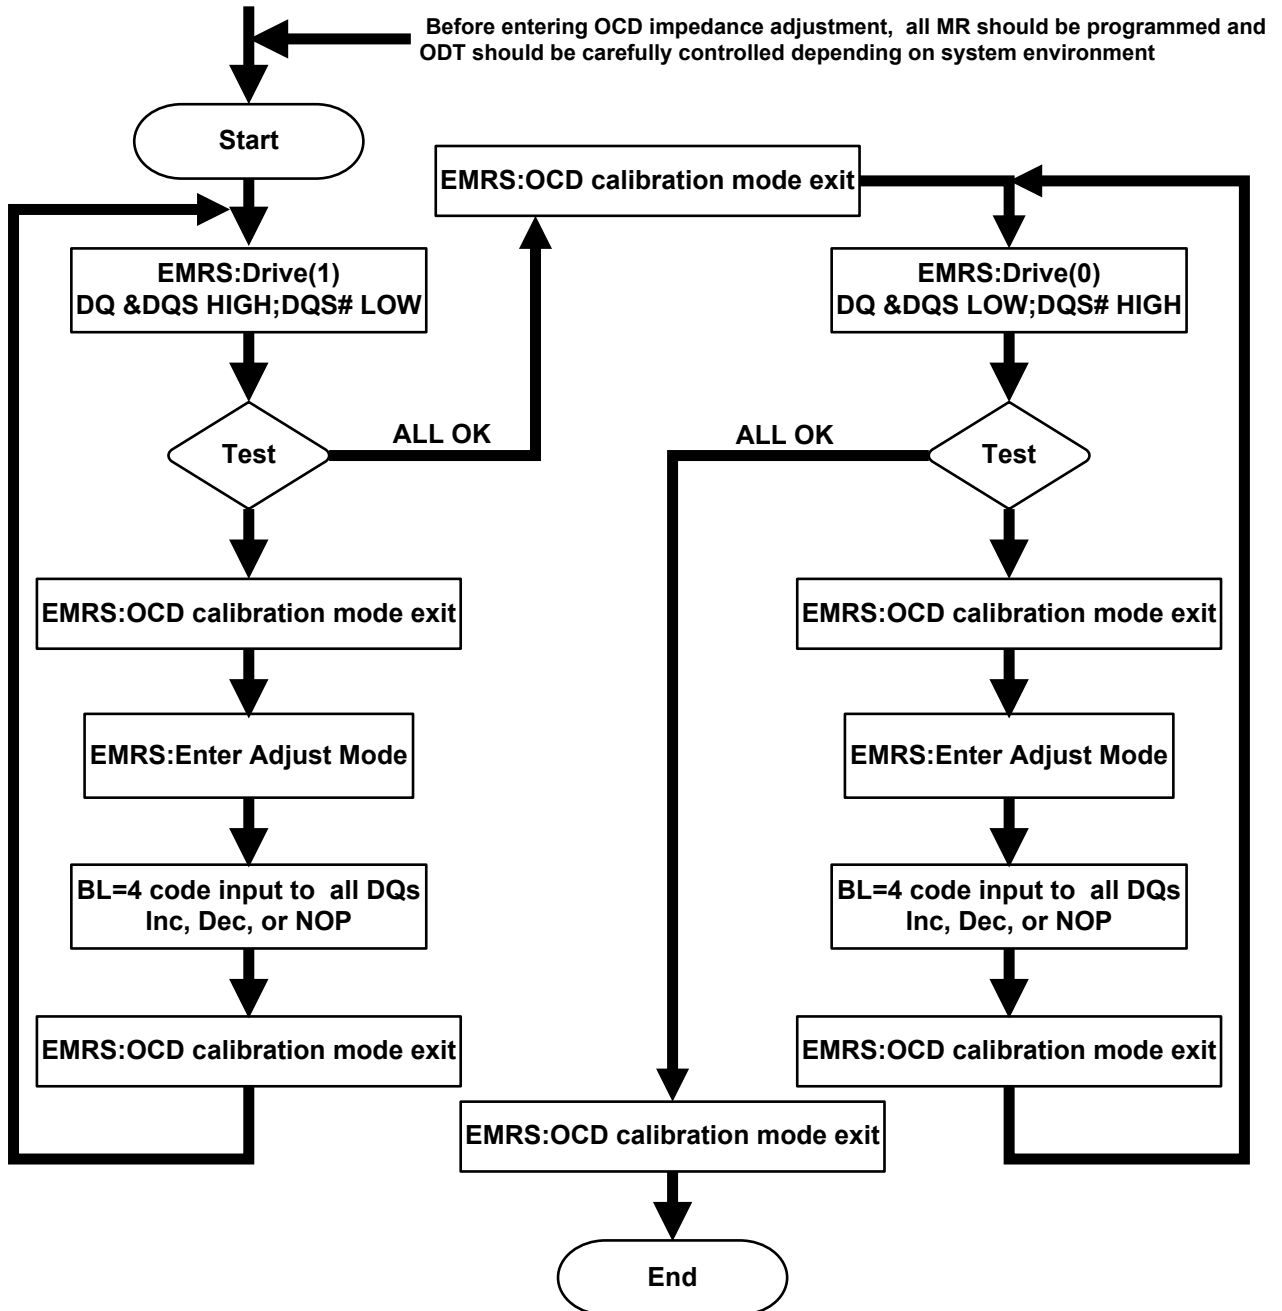 Before entering OCD impedance adjustment, all MR should be programmed and
ODT should be carefully controlled depending on system environment
Start
EMRS:OCD calibration mode exit
EMRS:Drive(1)
DQ &DQS HIGH;DQS# LOW
EMRS:Drive(0)
DQ &DQS LOW;DQS# HIGH
ALL OK
ALL OK
Test
Test
EMRS:OCD calibration mode exit
EMRS:OCD calibration mode exit
EMRS:Enter Adjust Mode
EMRS:Enter Adjust Mode
BL=4 code input to all DQs
Inc, Dec, or NOP
BL=4 code input to all DQs
Inc, Dec, or NOP
EMRS:OCD calibration mode exit
EMRS:OCD calibration mode exit
EMRS:OCD calibration mode exit
End